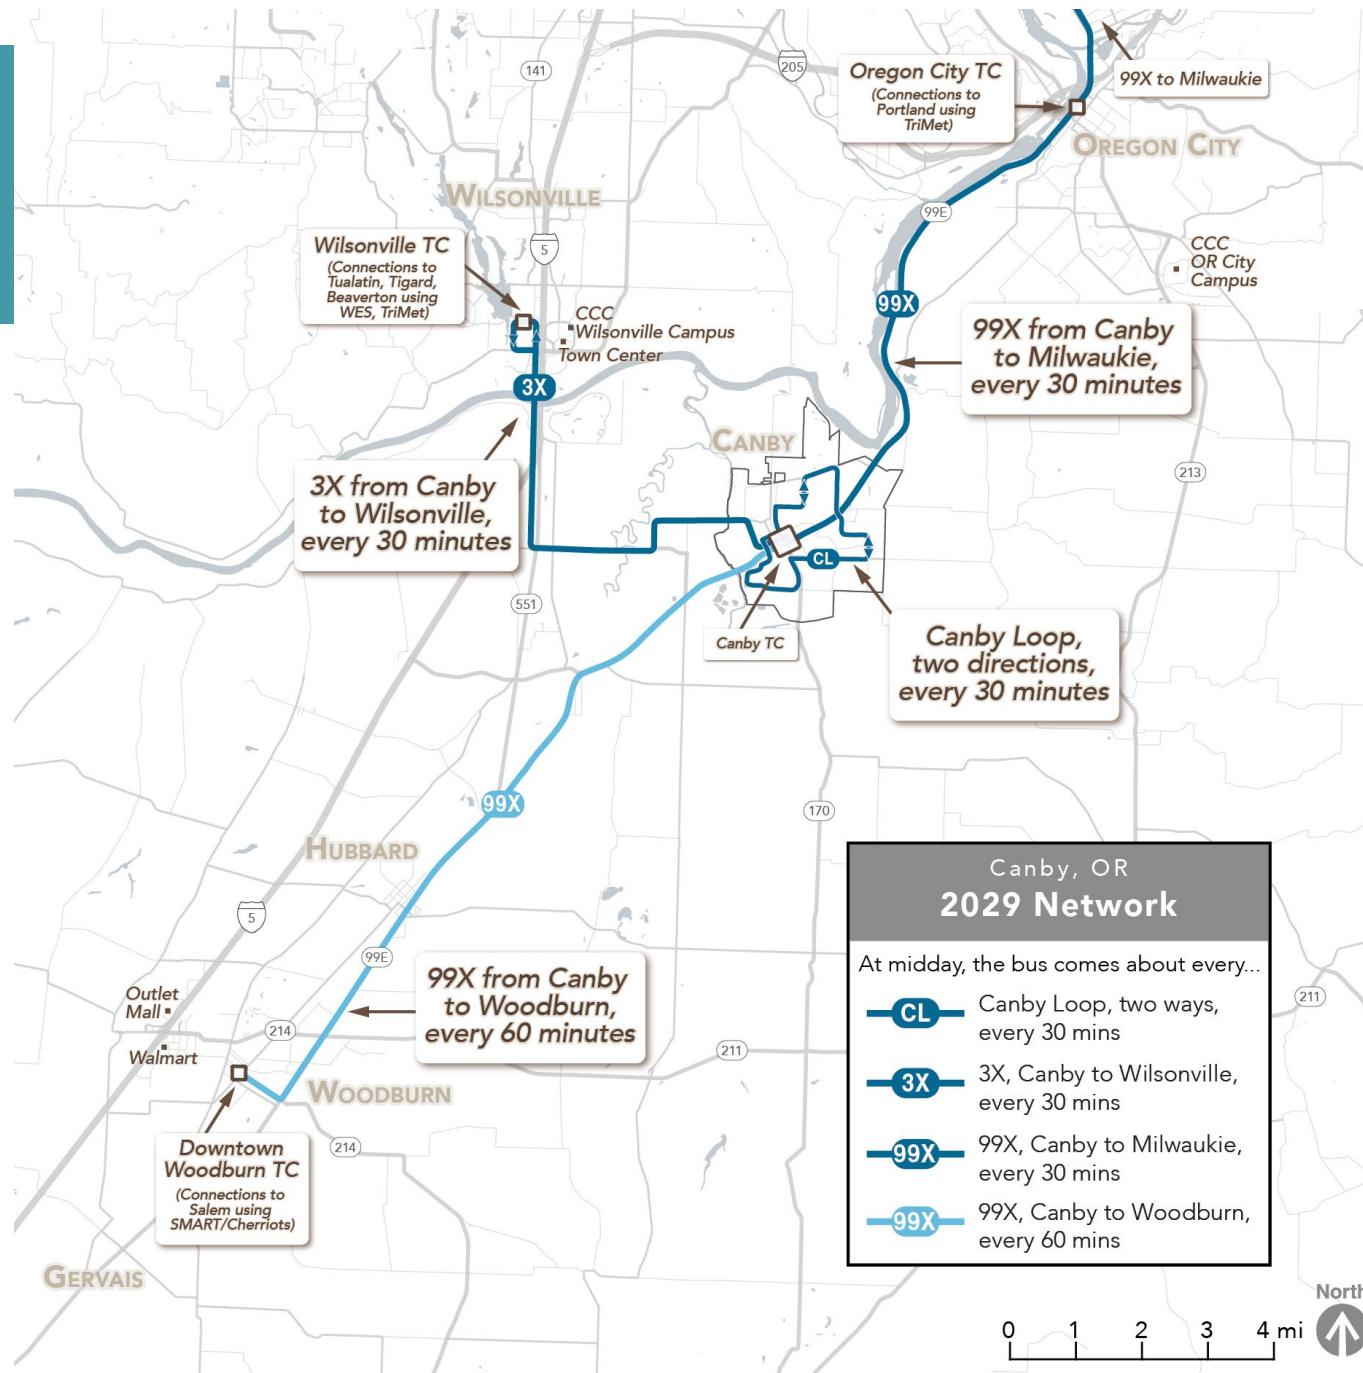 141
205
Oregon City TC
(Connections to
Portland using
TriMet)
99X to Milwaukie
OREGON CITY
WILSONVILLE
99E
Wilsonville TC
(Connections to
Tualatin, Tigard,
Beaverton using
WES, TriMet)
5
CCC
OR City
Campus
CCC
Wilsonville Campus
Town Center
99X
99X from Canby
to Milwaukie,
every 30 minutes
3X
CANBY
213
3X from Canby
to Wilsonville,
every 30 minutes
CL
551
Canby TC
Canby Loop,
two directions,
every 30 minutes
99X
170
HUBBARD
5
99E
99X from Canby
to Woodburn,
every 60 minutes
Outlet
Mall
214
Walmart
211
211
WOODBURN
214
Downtown
Woodburn TC
(Connections to
Salem using
SMART/Cherriots)
GERVAIS
Canby, OR
2029 Network
At midday, the bus comes about every...
CL Canby Loop, two ways,
every 30 mins
3X 3X, Canby to Wilsonville,
every 30 mins
99X 99X, Canby to Milwaukie,
every 30 mins
99X 99X, Canby to Woodburn,
every 60 mins
North
0 1 2 3 4 mi